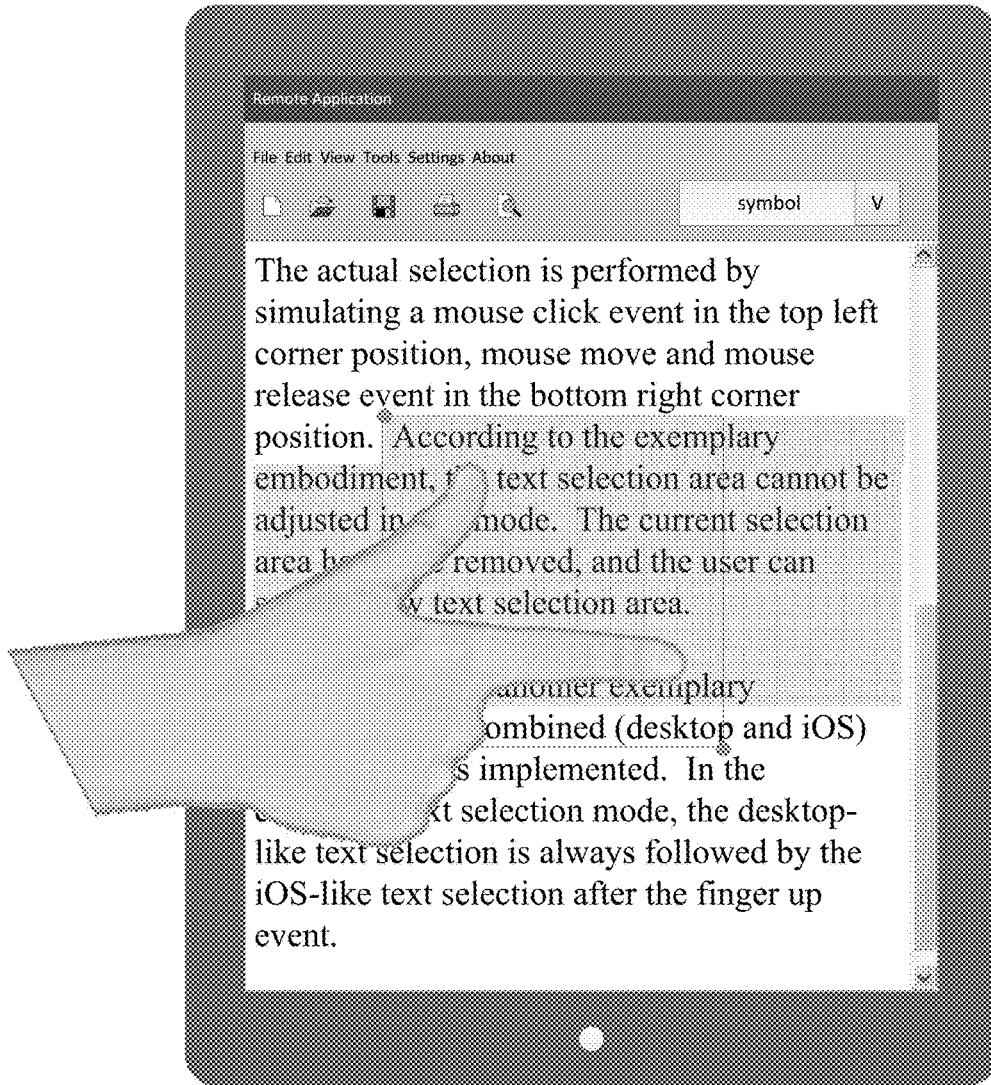 Remote Application
File Edit View Tools Settings About
symbol V
The actual selection is performed by
simulating a mouse click event in the top left
corner position, mouse move and mouse
release event in the bottom right corner
position. According to the exemplary
embodiment, text selection area cannot be
adjusted in mode. The current selection
area removed, and the user can
text selection area.
another exemplary
ombined (desktop and iOS)
s implemented. In the
xt selection mode, the desktop-
like text selection is always followed by the
iOS-like text selection after the finger up
event.